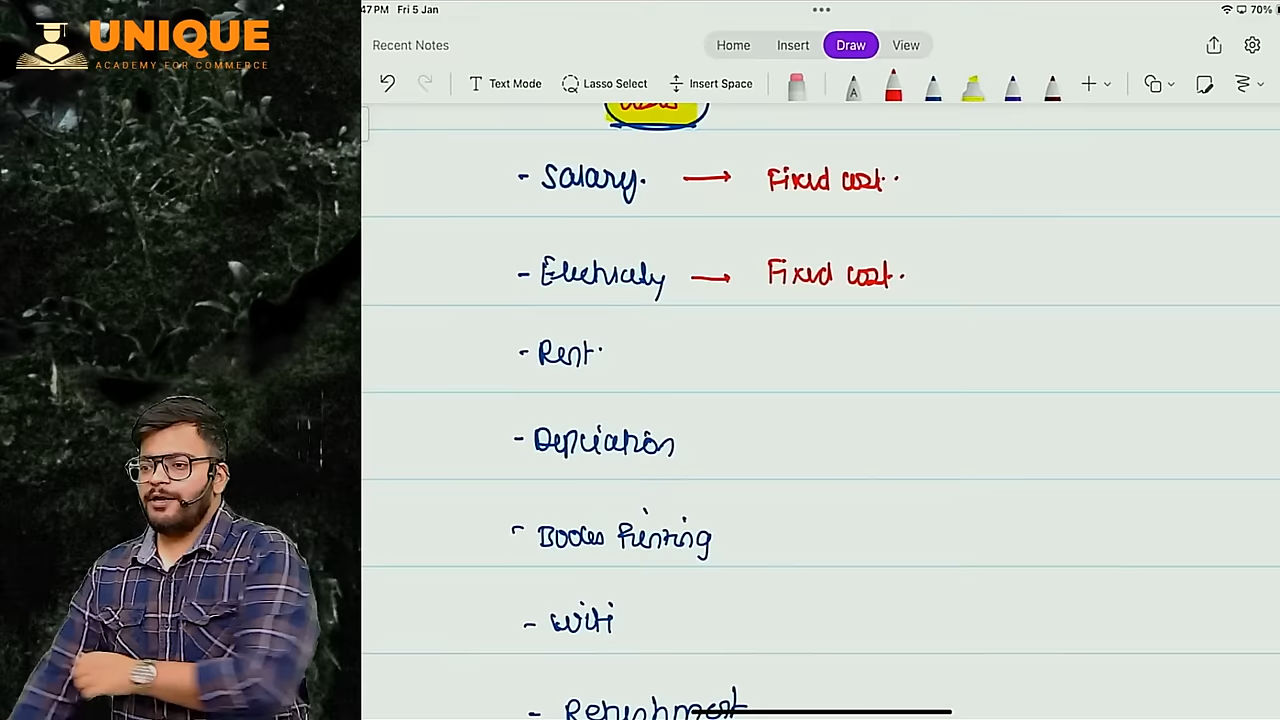 UNIQUE
ACADEMY FOR COMMERCE
47 PM Fri 5 Jan
70%
Recent Notes
Home Insert Draw View
Text Mode Lasso Select Insert Space
- Salary. → Fixed cost.
- Electricity → Fixed cost.
- Rent.
- Depreciation
- Books Printing
- Wifi
- Refreshment